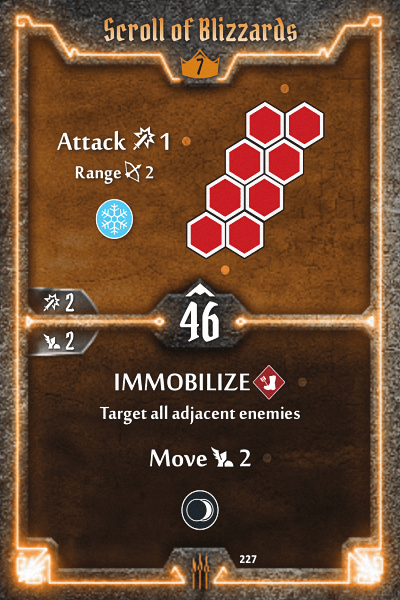 Scroll of Blizzards
7
Attack 1
Range 2
2
46
2
IMMOBILIZE
Target all adjacent enemies
Move 2
227